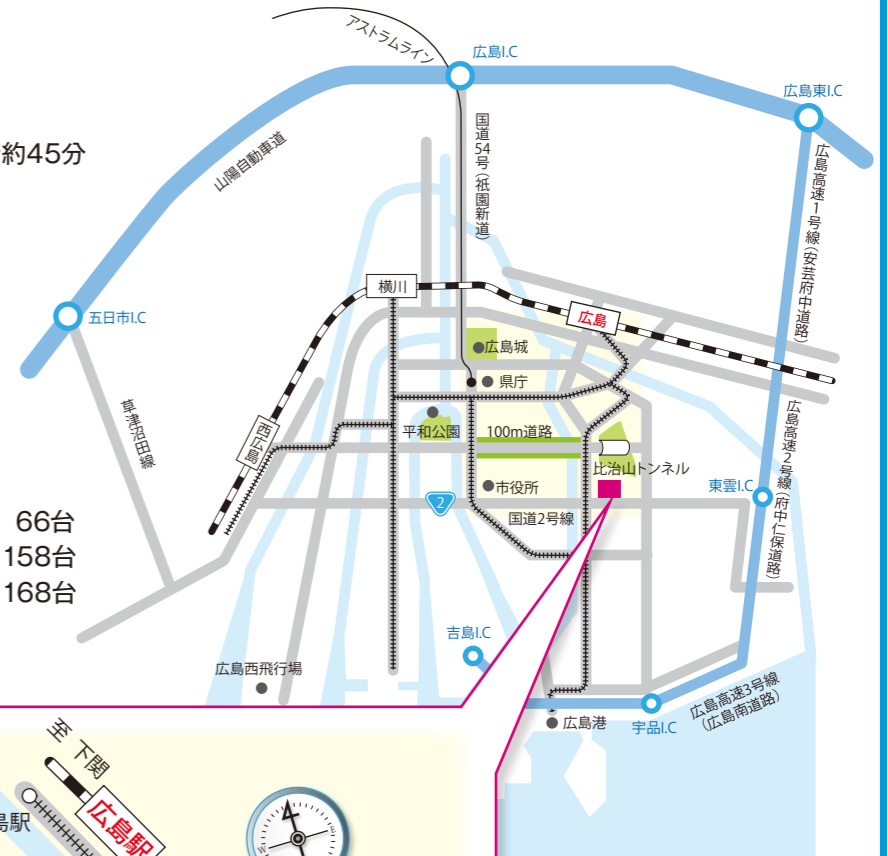 アストラムライン
広島I.C
広島東I.C
約45分
山陽自動車道
国道54号(祇園新道)
広島高速1号線(安芸府中道路)
横川
広島
五日市I.C
広島城
県庁
草津沼田線
西広島
平和公園
100m道路
広島高速2号線(府中仁保道路)
比治山トンネル
市役所
東雲I.C
2
国道2号線
66台
158台
168台
吉島I.C
広島西飛行場
広島高速3号線
(広島南道路)
広島港
宇品I.C
至 下関
島駅
広島駅
W
E